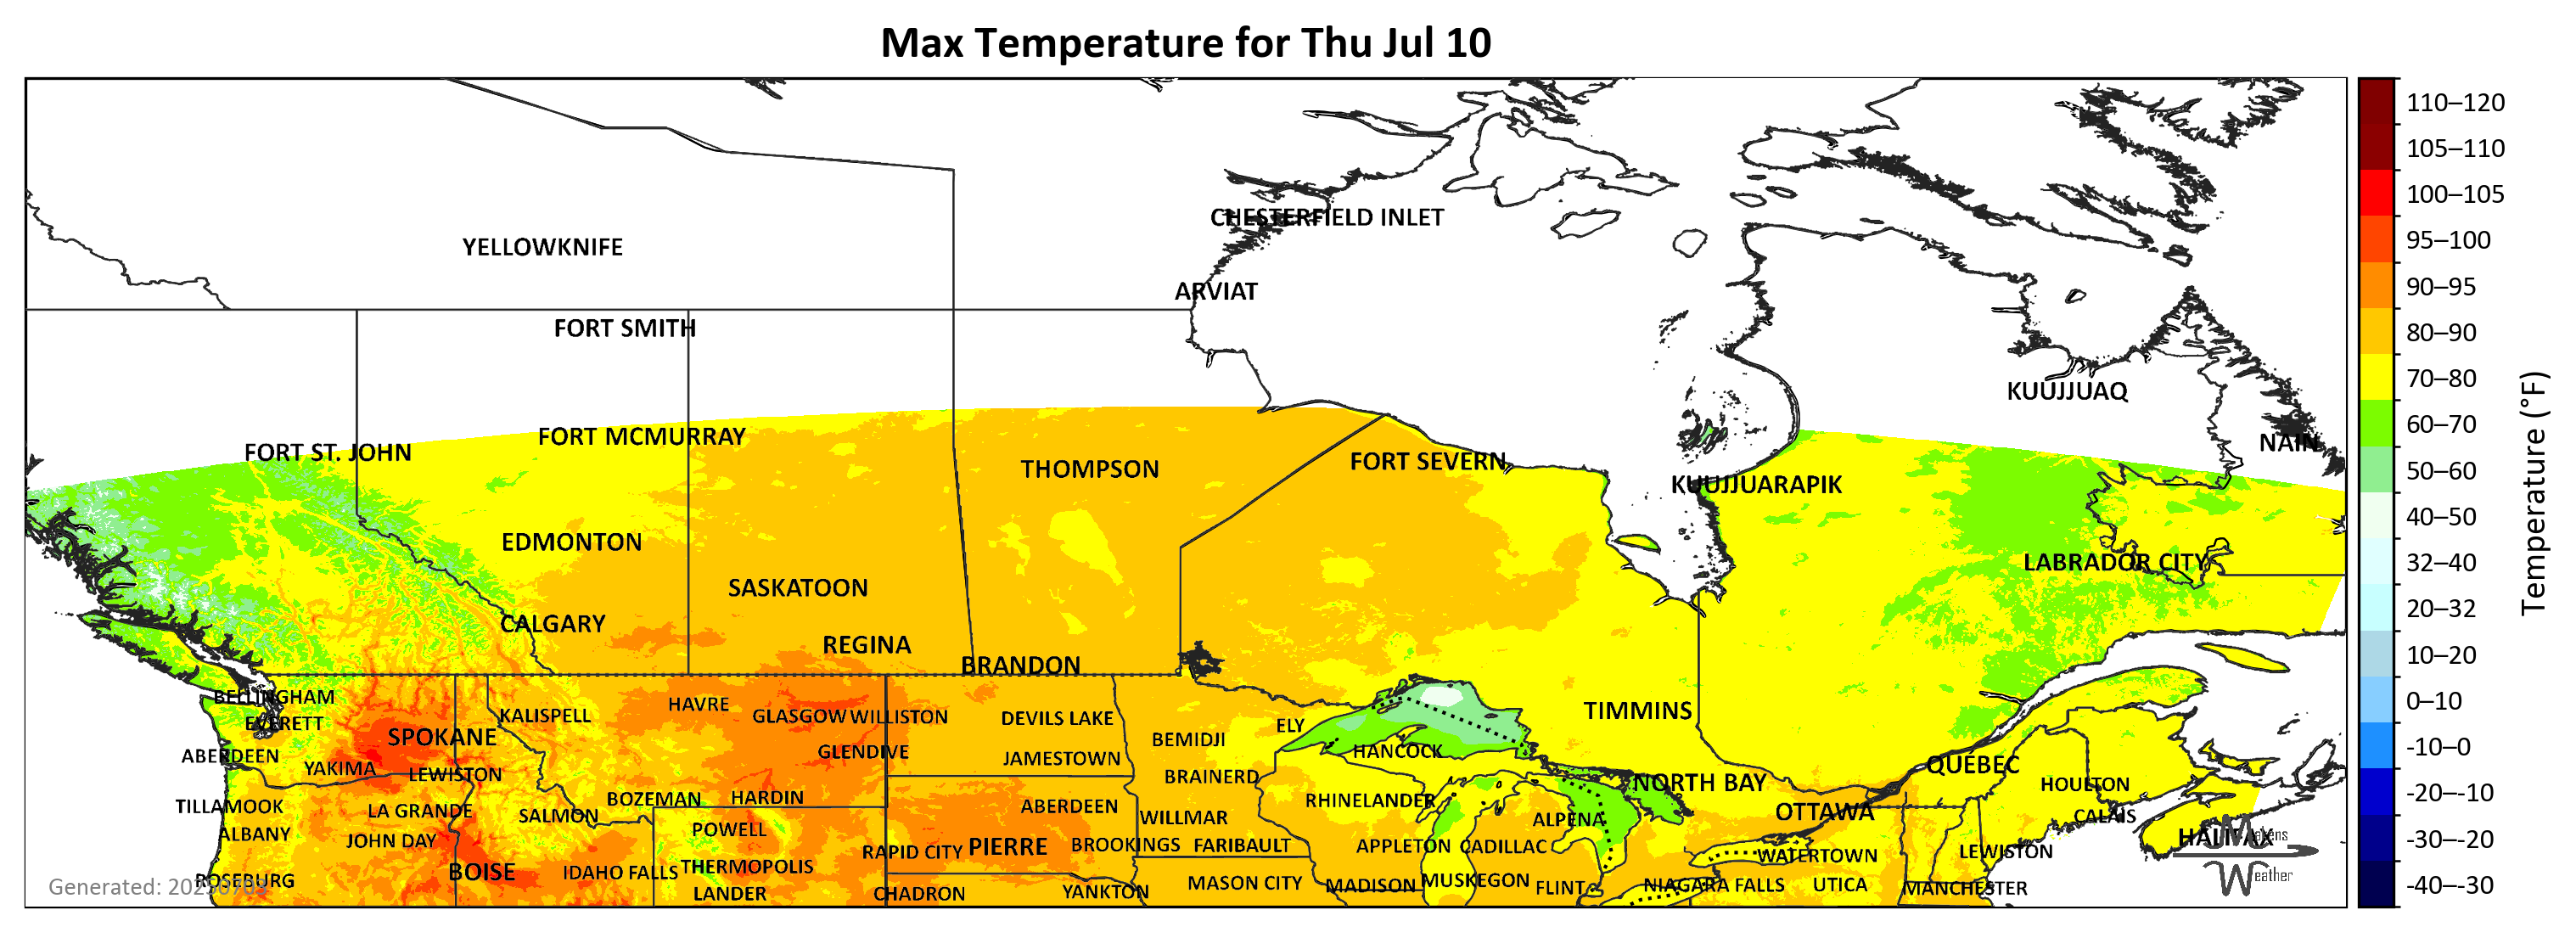 Max Temperature for Thu Jul 10
CHESTERFIELD INLET
YELLOWKNIFE
ARVIAT
FORT SMITH
KUUJJUAQ
FORT MCMURRAY
NAIN
FORT ST. JOHN
FORT SEVERN
THOMPSON
KUUJJUARAPIK
EDMONTON
LABRADOR CITY
SASKATOON
CALGARY
REGINA
BRANDON
BELLINGHAM
HAVRE
TIMMINS
KALISPELL
GLASGOW WILLISTON
DEVILS LAKE
EVERETT
ELY
SPOKANE
BEMIDJI
HANCOCK
GLENDIVE
ABERDEEN
JAMESTOWN
QUÉBEC
YAKIMA
LEWISTON
BRAINERD
NORTH BAY
HOULTON
BOZEMAN
HARDIN
RHINELANDER
TILLAMOOK
LA GRANDE
ABERDEEN
OTTAWA
SALMON
WILLMAR
CALAIS
ALPENA
POWELL
ALBANY
HALIFAX
JOHN DAY
PIERRE
BROOKINGS
FARIBAULT
APPLETON
CADILLAC
RAPID CITY
LEWISTON
WATERTOWN
THERMOPOLIS
BOISE
IDAHO FALLS
ROSEBURG
MUSKEGON
MASON CITY
MADISON
FLINT
NIAGARA FALLS
UTICA
MANCHESTER
LANDER
CHADRON
YANKTON
Makens
Weather
110–120
105–110
100–105
95–100
90–95
80–90
70–80
60–70
50–60
40–50
32–40
20–32
10–20
0–10
-10–0
-20–-10
-30–-20
-40–-30
Temperature (°F)